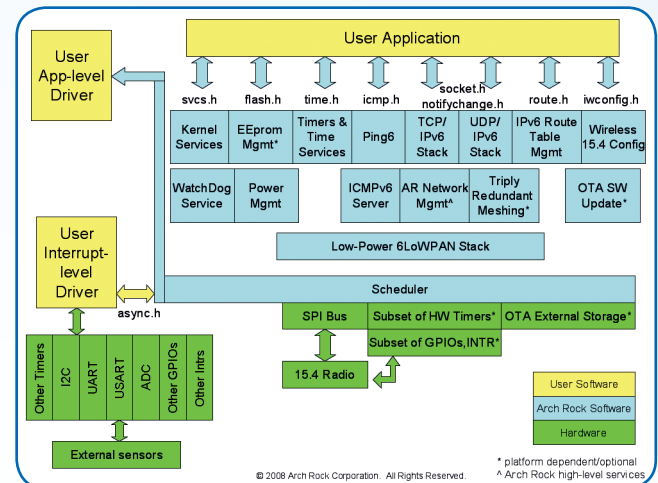 User Application
User
App-level
Driver
svcs.h
flash.h
time.h
icmp.h
socket.h
notifychange.h
route.h
iwconfig.h
Kernel
Services
EEprom
Mgmt*
Timers &
Time
Services
Ping6
TCP/
IPv6
Stack
UDP/
IPv6
Stack
IPv6 Route
Table
Mgmt
Wireless
15.4 Config
WatchDog
Service
Power
Mgmt
ICMPv6
Server
AR Network
Mgmt^
Triply
Redundant
Meshing*
OTA SW
Update*
User
Interrupt-
level
Driver
Low-Power 6LoWPAN Stack
Scheduler
async.h
SPI Bus
Subset of HW Timers*
OTA External Storage*
Subset of GPIOs,INTR*
15.4 Radio
Other Timers
I2C
UART
USART
ADC
Other GPIOs
Other Intrs
External sensors
User Software
Arch Rock Software
Hardware
* platform dependent/optional
^ Arch Rock high-level services
© 2008 Arch Rock Corporation. All Rights Reserved.